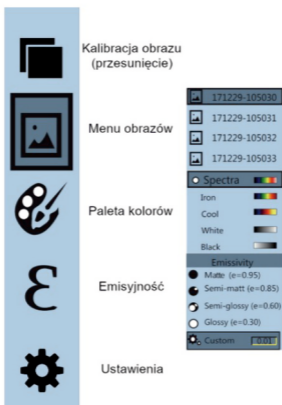 Kalibracja obrazu
(przesunięcie)
Menu obrazów
171229-105030
171229-105031
171229-105032
171229-105033
Paleta kolorów
Spectra
Iron
Cool
White
Black
Emisyjność
ε
Emissivity
Matte (e=0.95)
Semi-matt (e=0.85)
Semi-glossy (e=0.60)
Glossy (e=0.30)
Custom 0.01
Ustawienia